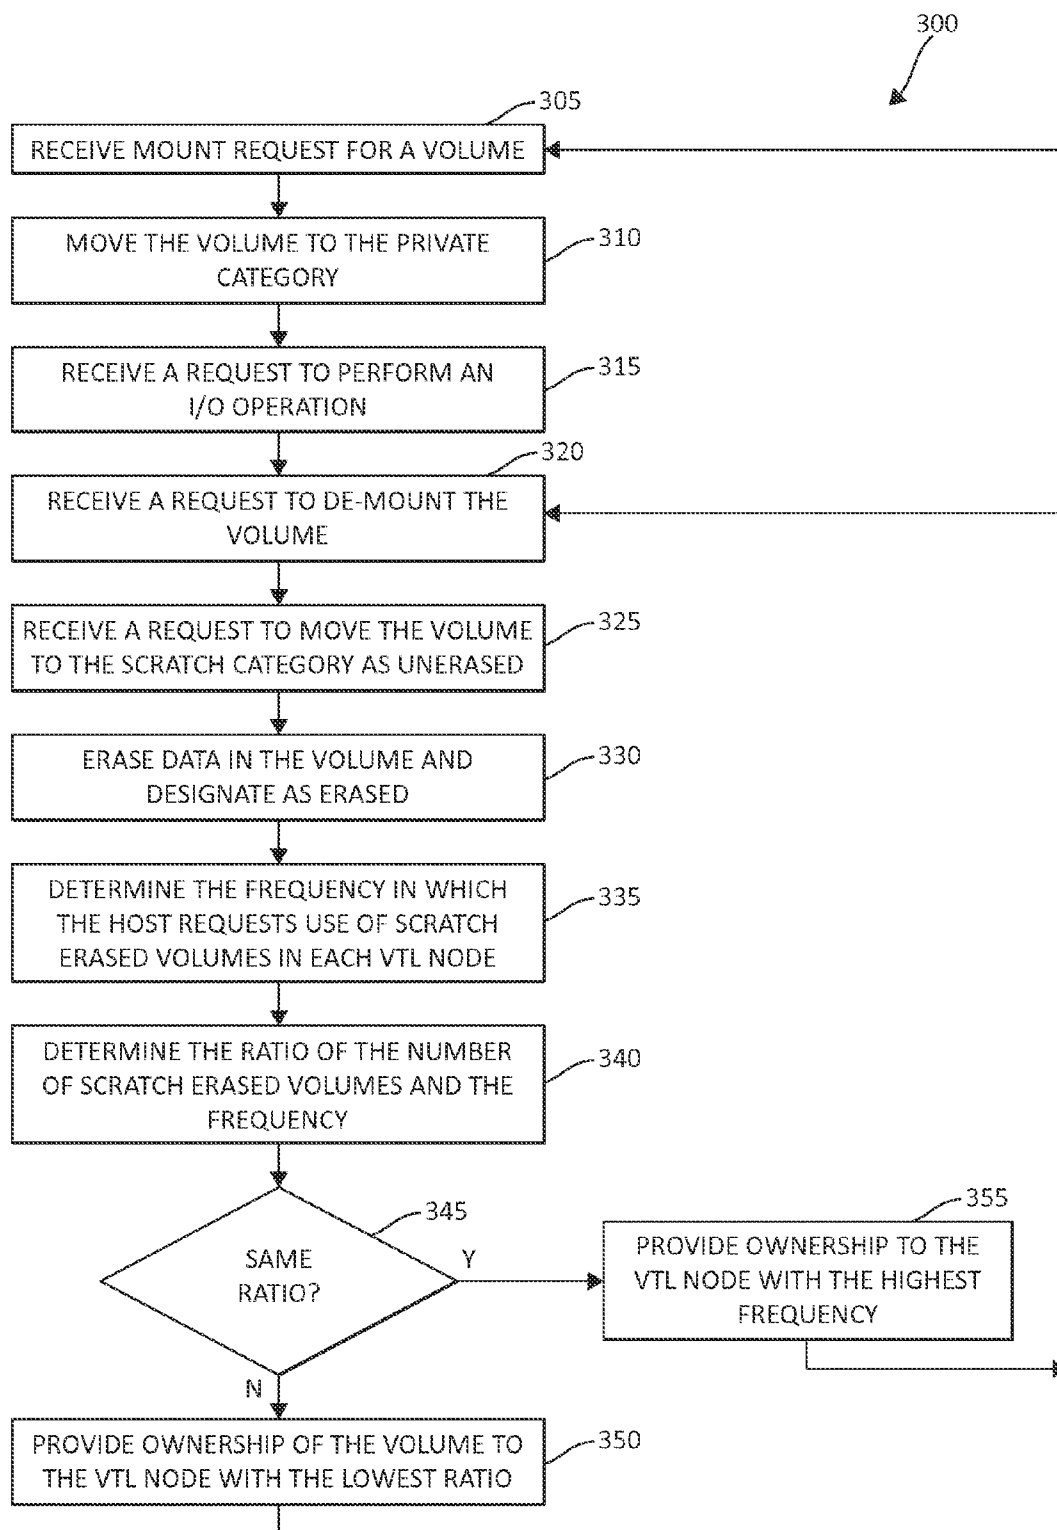 300
305
RECEIVE MOUNT REQUEST FOR A VOLUME
MOVE THE VOLUME TO THE PRIVATE
CATEGORY
310
RECEIVE A REQUEST TO PERFORM AN
I/O OPERATION
315
320
RECEIVE A REQUEST TO DE-MOUNT THE
VOLUME
RECEIVE A REQUEST TO MOVE THE VOLUME
TO THE SCRATCH CATEGORY AS UNERASED
325
ERASE DATA IN THE VOLUME AND
DESIGNATE AS ERASED
330
DETERMINE THE FREQUENCY IN WHICH
THE HOST REQUESTS USE OF SCRATCH
ERASED VOLUMES IN EACH VTL NODE
335
DETERMINE THE RATIO OF THE NUMBER
OF SCRATCH ERASED VOLUMES AND THE
FREQUENCY
340
345
SAME
RATIO?
Y
N
355
PROVIDE OWNERSHIP TO THE
VTL NODE WITH THE HIGHEST
FREQUENCY
PROVIDE OWNERSHIP OF THE VOLUME TO
THE VTL NODE WITH THE LOWEST RATIO
350